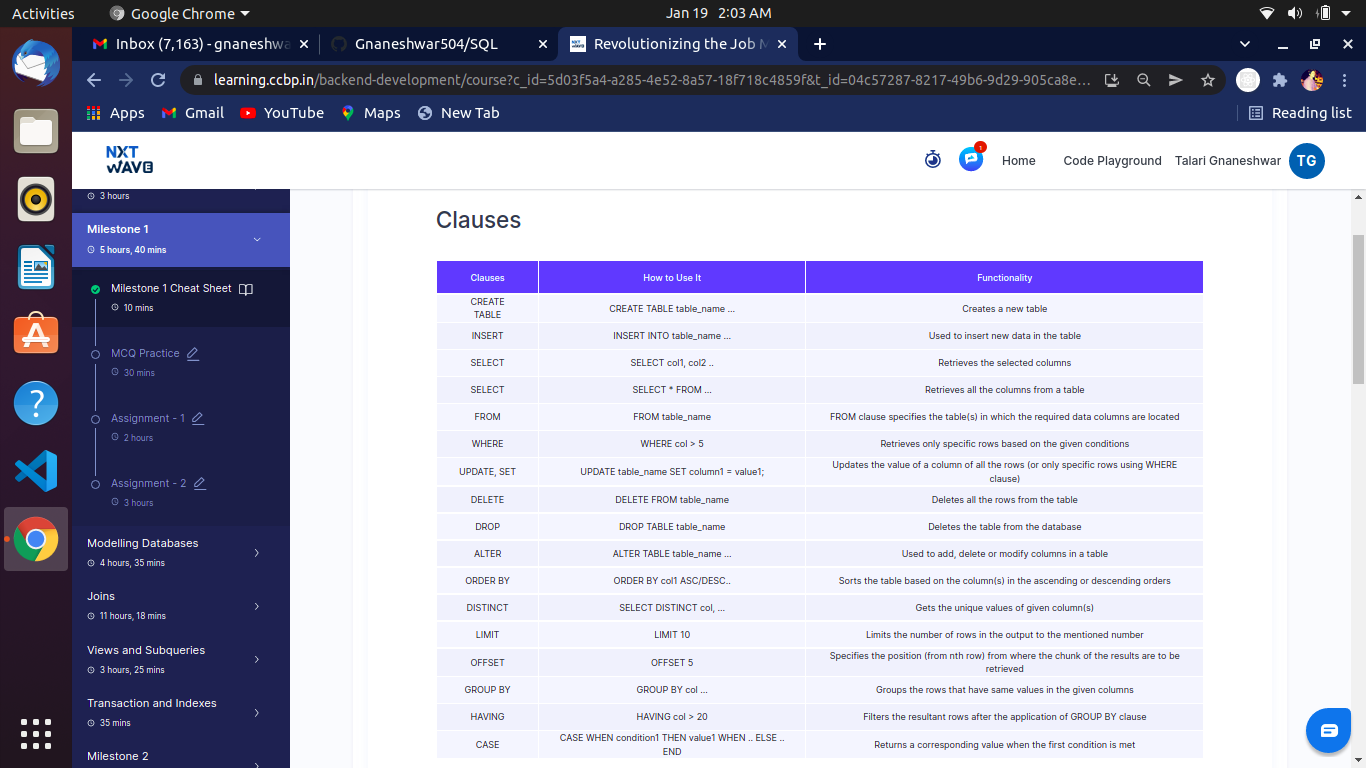 Activities
Google Chrome
Jan 19 2:03 AM
Inbox (7,163) - gnaneshwa
Gnaneshwar504/SQL
Revolutionizing the Job M
learning.ccbp.in/backend-development/course?c_id=5d03f5a4-a285-4e52-8a57-18f718c4859f&t_id=04c57287-8217-49b6-9d29-905ca8e...
Apps
Gmail
YouTube
Maps
New Tab
Reading list
NXT
WAVE
1
Home
Code Playground
Talari Gnaneshwar
TG
3 hours
Milestone 1
5 hours, 40 mins
Milestone 1 Cheat Sheet
10 mins
MCQ Practice
30 mins
Assignment - 1
2 hours
Assignment - 2
3 hours
Modelling Databases
4 hours, 35 mins
Joins
11 hours, 18 mins
Views and Subqueries
3 hours, 25 mins
Transaction and Indexes
35 mins
Milestone 2
Clauses
Clauses How to Use It Functionality
CREATE
TABLE
CREATE TABLE table_name ... Creates a new table
INSERT INSERT INTO table_name ... Used to insert new data in the table
SELECT SELECT col1, col2 .. Retrieves the selected columns
SELECT SELECT * FROM ... Retrieves all the columns from a table
FROM FROM table_name FROM clause specifies the table(s) in which the required data columns are located
WHERE WHERE col > 5 Retrieves only specific rows based on the given conditions
UPDATE, SET UPDATE table_name SET column1 = value1; Updates the value of a column of all the rows (or only specific rows using WHERE
clause)
DELETE DELETE FROM table_name Deletes all the rows from the table
DROP DROP TABLE table_name Deletes the table from the database
ALTER ALTER TABLE table_name ... Used to add, delete or modify columns in a table
ORDER BY ORDER BY col1 ASC/DESC.. Sorts the table based on the column(s) in the ascending or descending orders
DISTINCT SELECT DISTINCT col, ... Gets the unique values of given column(s)
LIMIT LIMIT 10 Limits the number of rows in the output to the mentioned number
OFFSET OFFSET 5 Specifies the position (from nth row) from where the chunk of the results are to be
retrieved
GROUP BY GROUP BY col ... Groups the rows that have same values in the given columns
HAVING HAVING col > 20 Filters the resultant rows after the application of GROUP BY clause
CASE CASE WHEN condition1 THEN value1 WHEN .. ELSE ..
END
Returns a corresponding value when the first condition is met